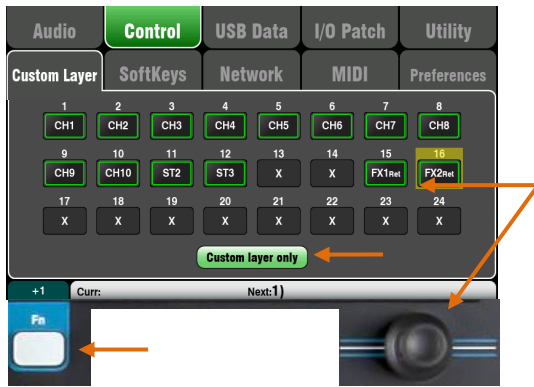 Audio Control USB Data I/O Patch Utility
Custom Layer SoftKeys Network MIDI Preferences
1 2 3 4 5 6 7 8
CH1 CH2 CH3 CH4 CH5 CH6 CH7 CH8
9 10 11 12 13 14 15 16
CH9 CH10 ST2 ST3 X X FX1Ret FX2Ret
17 18 19 20 21 22 23 24
X X X X X X X X
Custom layer only
+1 Curr: Next:1)
Fn